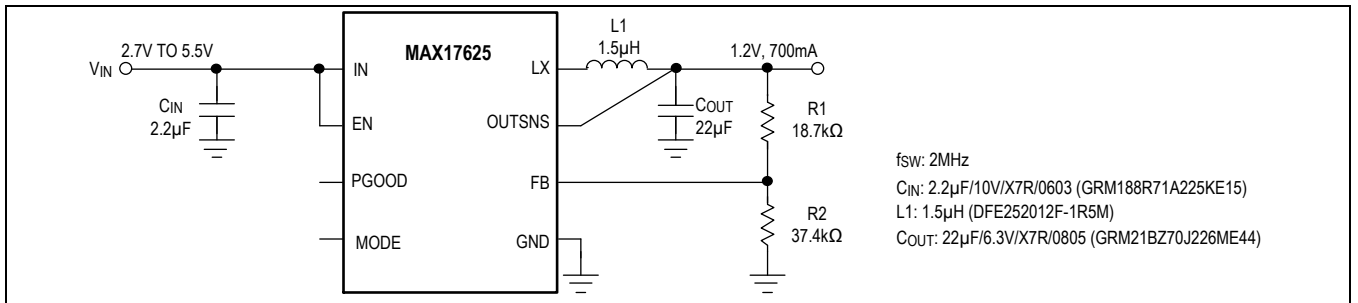 L1
1.5µH
2.7V TO 5.5V
MAX17625
1.2V, 700mA
VIN
IN
LX
CIN
2.2µF
EN
OUTSNS
COUT
22µF
R1
18.7kΩ
PGOOD
FB
MODE
GND
R2
37.4kΩ
fSW: 2MHz
CIN: 2.2µF/10V/X7R/0603 (GRM188R71A225KE15)
L1: 1.5µH (DFE252012F-1R5M)
COUT: 22µF/6.3V/X7R/0805 (GRM21BZ70J226ME44)